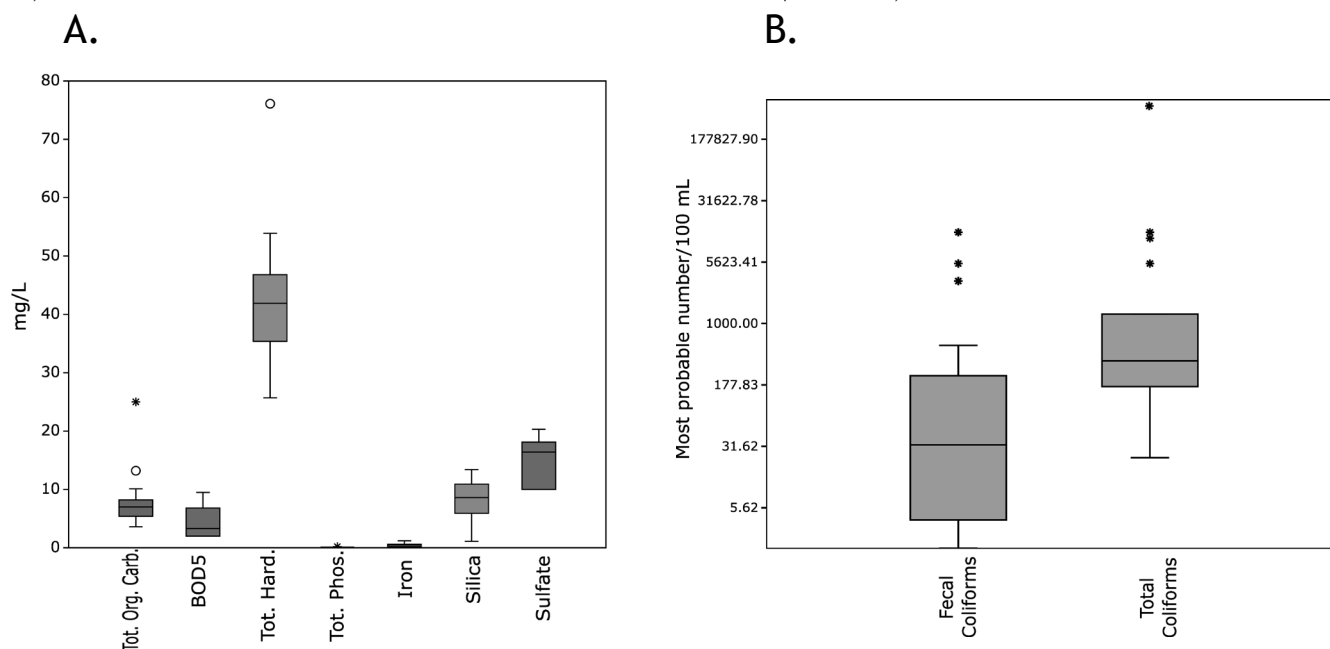 A.
80
70
60
50
40
30
20
10
0
mg/L
Tot. Org. Carb.
BOD5
Tot. Hard.
Tot. Phos.
Iron
Silica
Sulfate
B.
177827.90
31622.78
5623.41
1000.00
177.83
31.62
5.62
Most probable number/100 mL
Fecal
Coliforms
Total
Coliforms